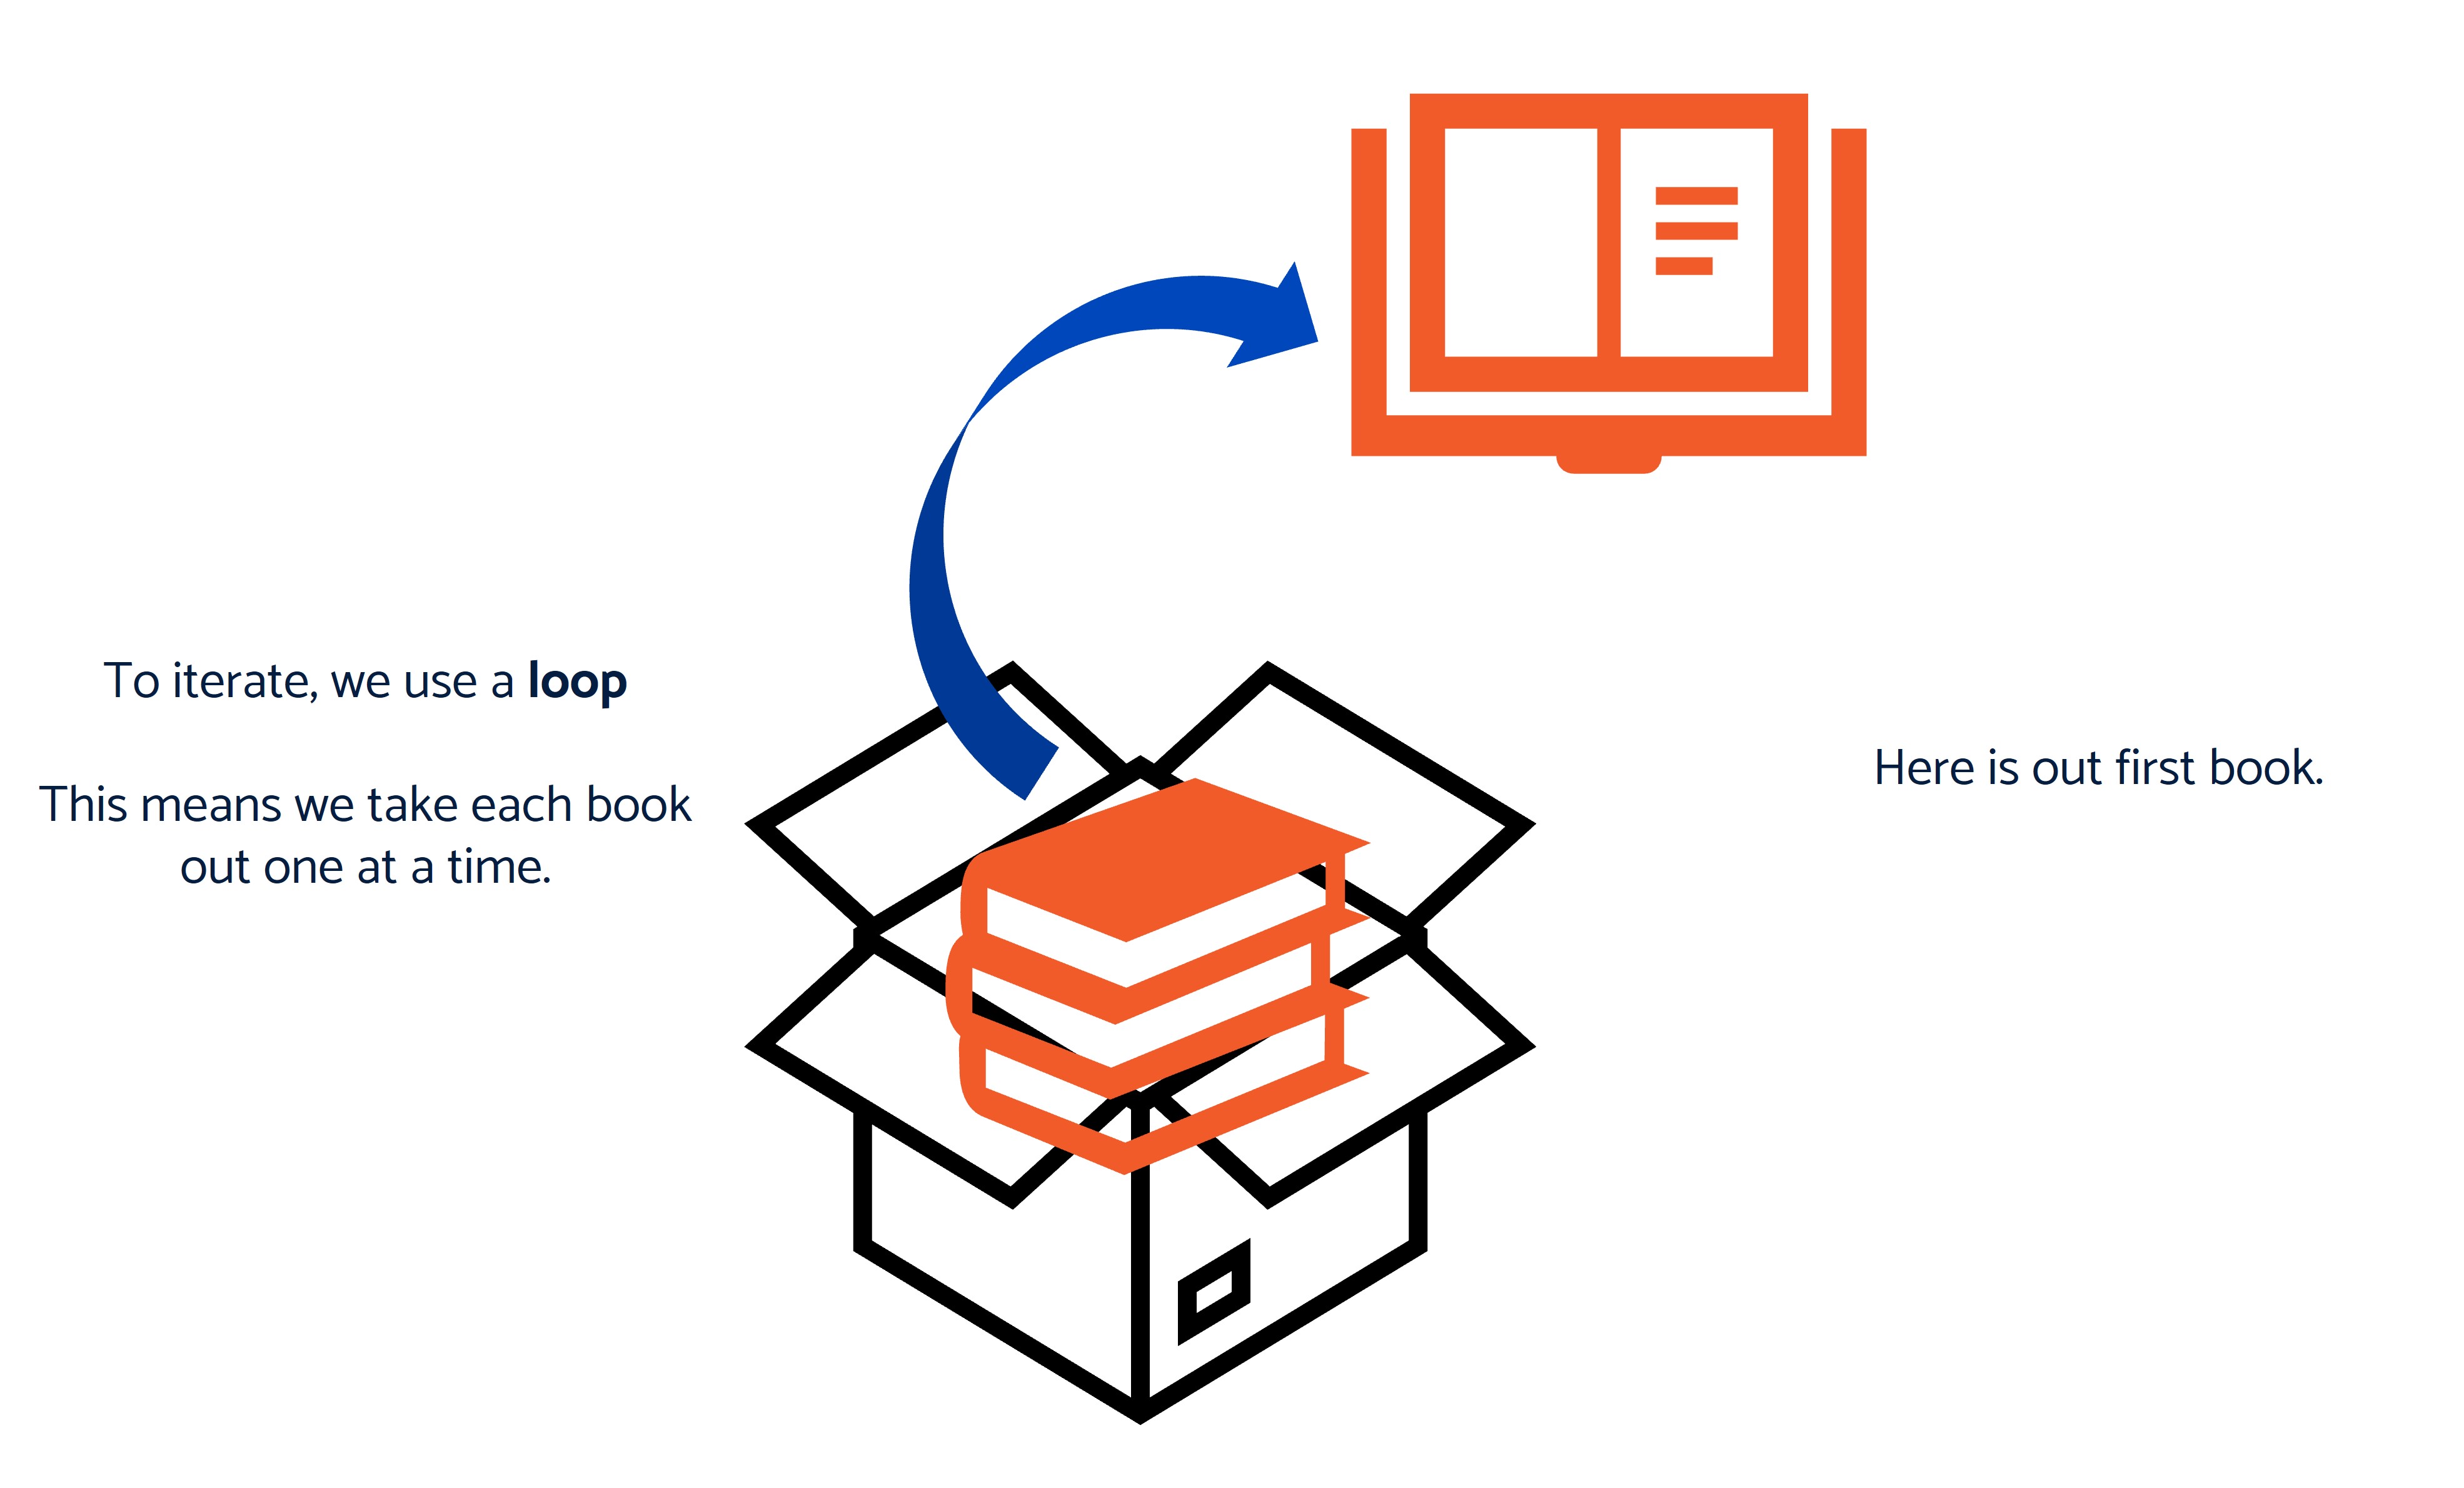 To iterate, we use a loop
This means we take each book
out one at a time.
Here is out first book.